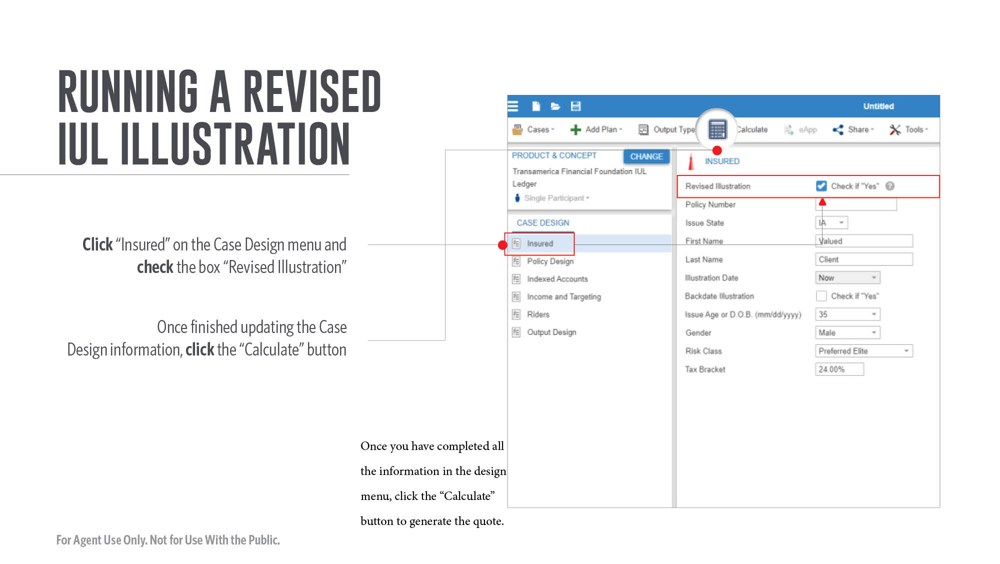 RUNNING A REVISED
IUL ILLUSTRATION
Click “Insured” on the Case Design menu and
check the box “Revised Illustration”
Once finished updating the Case
Design information, click the “Calculate” button
Once you have completed all
the information in the design
menu, click the “Calculate”
button to generate the quote.
For Agent Use Only. Not for Use With the Public.
Untitled
Cases Add Plan Output Type Calculate eApp Share Tools
PRODUCT & CONCEPT CHANGE
Transamerica Financial Foundation IUL
Ledger
Single Participant
CASE DESIGN
Insured
Policy Design
Indexed Accounts
Income and Targeting
Riders
Output Design
INSURED
Revised Illustration Check if "Yes" ?
Policy Number
Issue State IA
First Name Valued
Last Name Client
Illustration Date Now
Backdate Illustration Check if "Yes"
Issue Age or D.O.B. (mm/dd/yyyy) 35
Gender Male
Risk Class Preferred Elite
Tax Bracket 24.00%